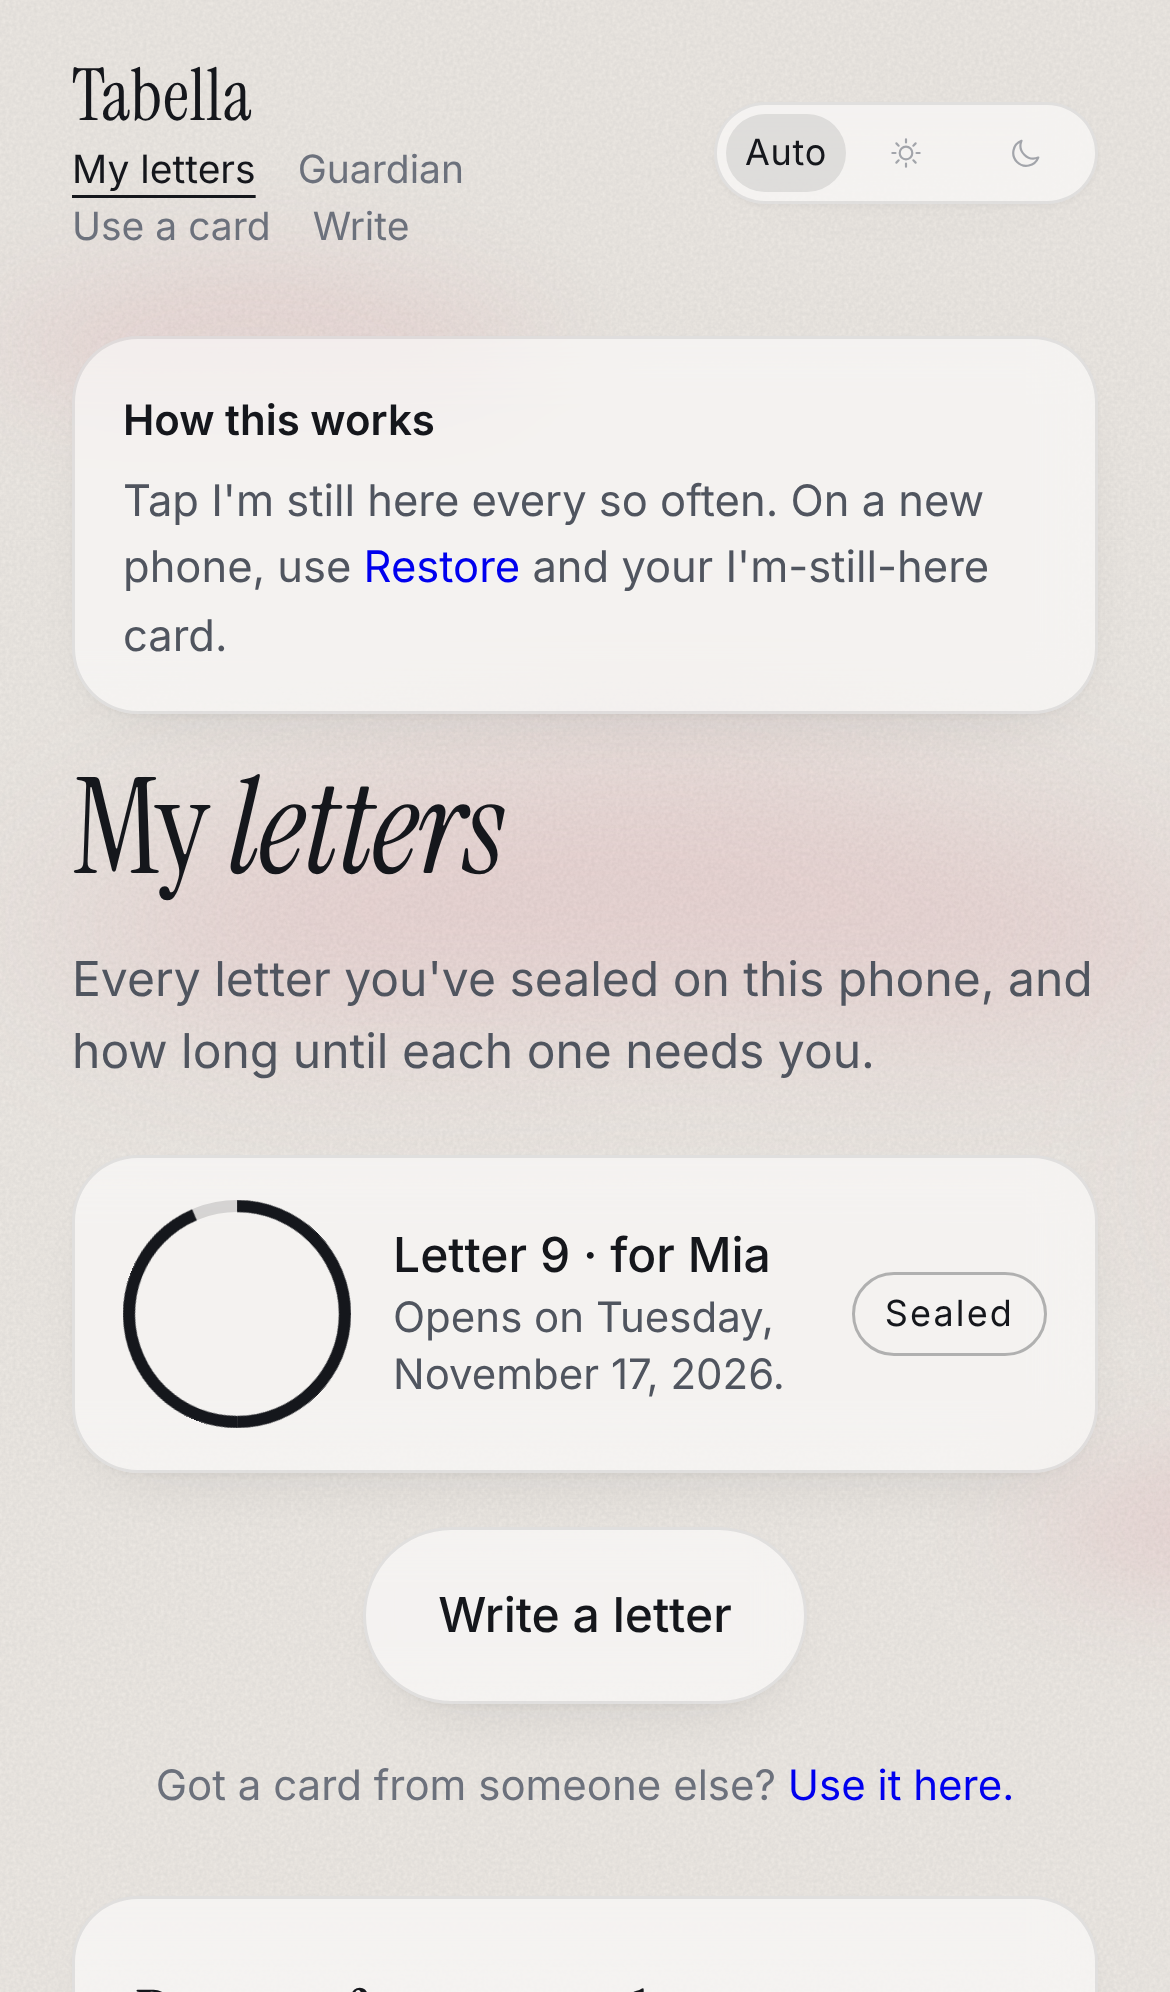 Tabella
My letters Guardian
Use a card Write
Auto
How this works
Tap I'm still here every so often. On a new
phone, use Restore and your I'm-still-here
card.
My letters
Every letter you've sealed on this phone, and
how long until each one needs you.
Letter 9 · for Mia
Opens on Tuesday,
November 17, 2026.
Sealed
Write a letter
Got a card from someone else? Use it here.